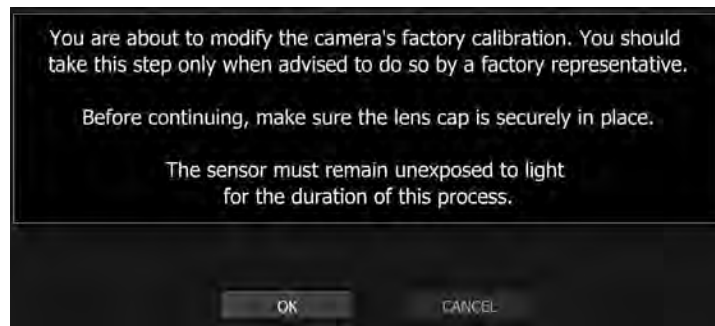 You are about to modify the camera's factory calibration. You should
take this step only when advised to do so by a factory representative.
Before continuing, make sure the lens cap is securely in place.
The sensor must remain unexposed to light
for the duration of this process.
OK CANCEL